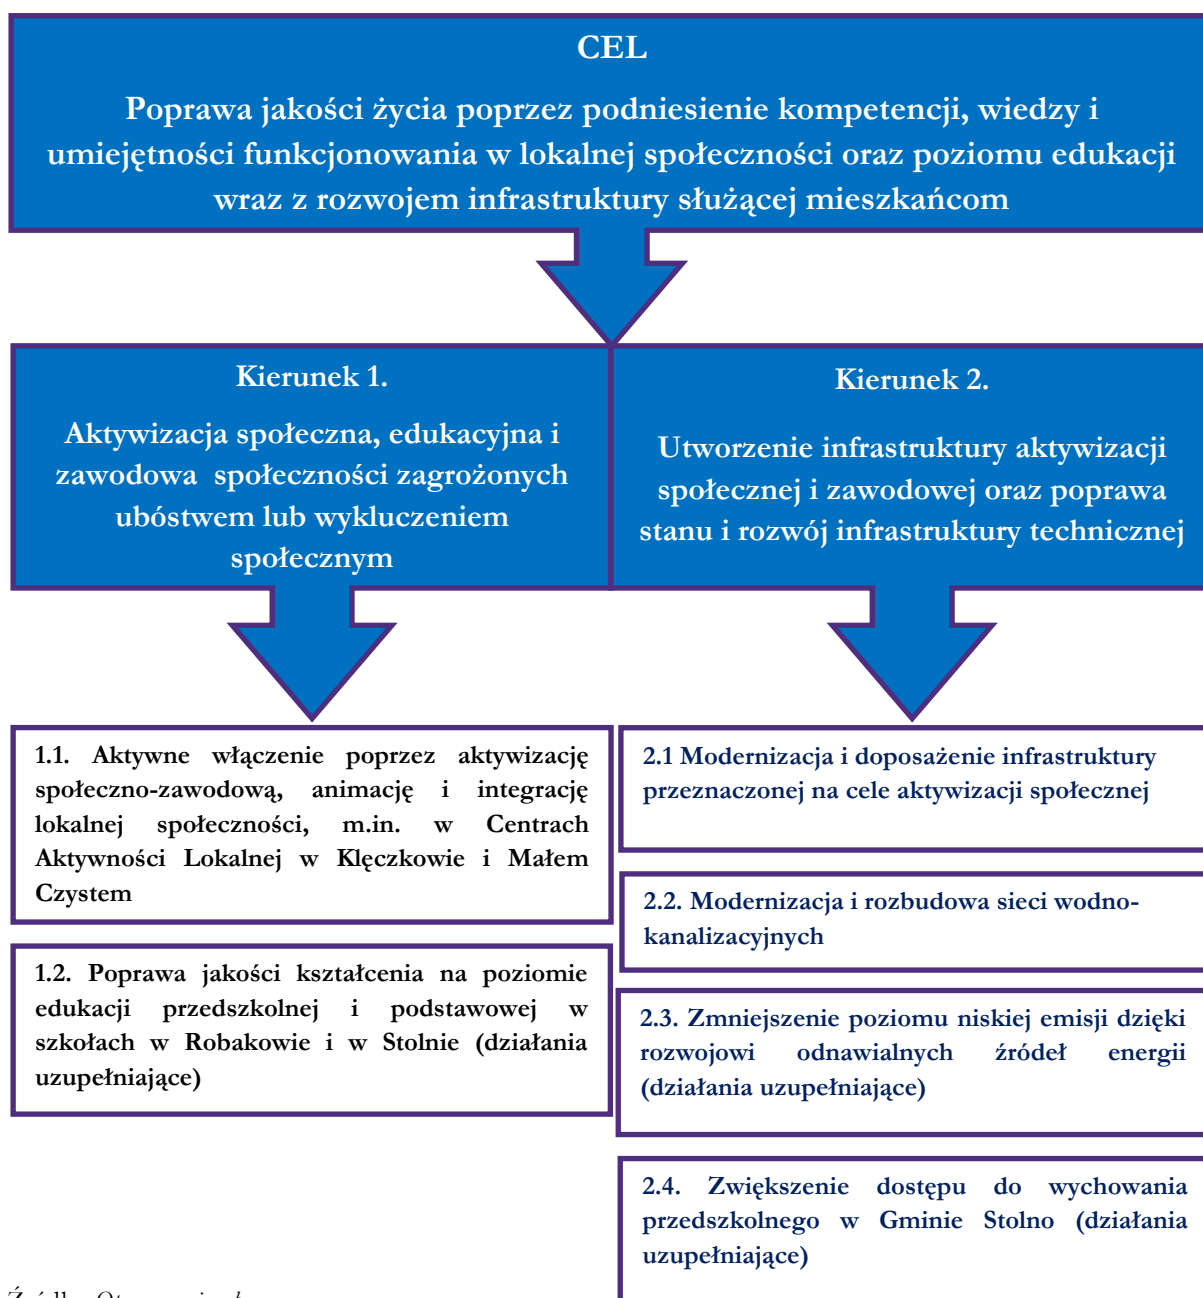 CEL
Poprawa jakości życia poprzez podniesienie kompetencji, wiedzy i
umiejętności funkcjonowania w lokalnej społeczności oraz poziomu edukacji
wraz z rozwojem infrastruktury służącej mieszkańcom
Kierunek 1.
Aktywizacja społeczna, edukacyjna i
zawodowa społeczności zagrożonych
ubóstwem lub wykluczeniem
społecznym
Kierunek 2.
Utworzenie infrastruktury aktywizacji
społecznej i zawodowej oraz poprawa
stanu i rozwój infrastruktury technicznej
1.1. Aktywne włączenie poprzez aktywizację
społeczno-zawodową, animację i integrację
lokalnej społeczności, m.in. w Centrach
Aktywności Lokalnej w Klęczkowie i Małem
Czystem
1.2. Poprawa jakości kształcenia na poziomie
edukacji przedszkolnej i podstawowej w
szkołach w Robakowie i w Stolnie (działania
uzupełniające)
2.1 Modernizacja i doposażenie infrastruktury
przeznaczonej na cele aktywizacji społecznej
2.2. Modernizacja i rozbudowa sieci wodno-
kanalizacyjnych
2.3. Zmniejszenie poziomu niskiej emisji dzięki
rozwojowi odnawialnych źródeł energii
(działania uzupełniające)
2.4. Zwiększenie dostępu do wychowania
przedszkolnego w Gminie Stolno (działania
uzupełniające)